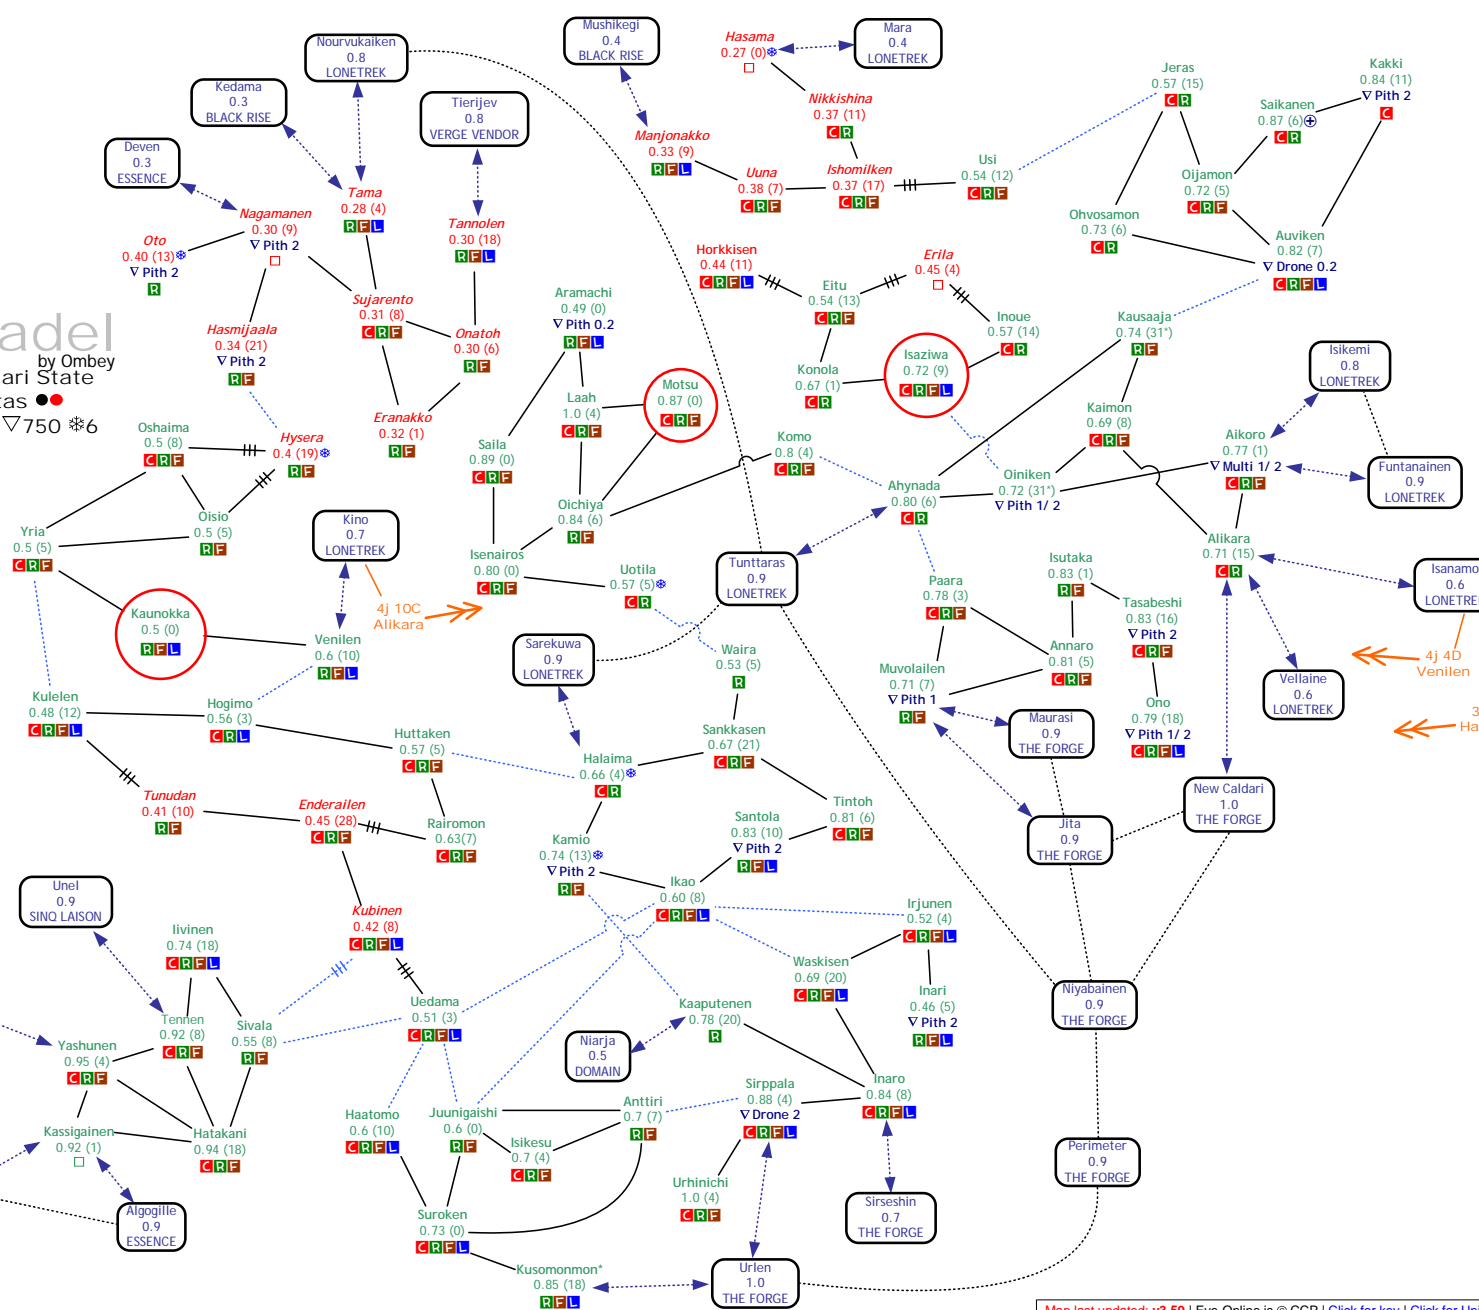 Nourvukaiken
0.8
LONETREK
Mushikegi
0.4
BLACK RISE
Hasama
0.27 (0)
Mara
0.4
LONETREK
Kedama
0.3
BLACK RISE
Tierijev
0.8
VERGE VENDOR
Nikkishina
0.37 (11)
C R
Jeras
0.57 (15)
C R
Kakki
0.84 (11)
▽ Pith 2
C
Saikanen
0.87 (6)
C R
Deven
0.3
ESSENCE
Manjonakko
0.33 (9)
R F L
Uuna
0.38 (7)
C R F
Ishomilken
0.37 (17)
C R F
Usi
0.54 (12)
C R F
Oijamon
0.72 (5)
C R F
Tama
0.28 (4)
R F L
Nagamanen
0.30 (9)
▽ Pith 2
Oto
0.40 (13)
▽ Pith 2
R
Tannolen
0.30 (18)
R F L
Ohvosamon
0.73 (6)
C R
Auviken
0.82 (7)
▽ Drone 0.2
C R F L
Horkkisen
0.44 (11)
C R F L
Erila
0.45 (4)
Eitu
0.54 (13)
C R F
Sujarento
0.31 (8)
C R F
Aramachi
0.49 (0)
▽ Pith 0.2
R F L
Inoue
0.57 (14)
C R
Kausaaja
0.74 (31*)
R F
Hasmijaala
0.34 (21)
▽ Pith 2
R F
Onatoh
0.30 (6)
R F
adel
by Ombey
ari State
tas
▽750 ❄6
Isaziwa
0.72 (9)
C R F L
Konola
0.67 (1)
C R
Isikemi
0.8
LONETREK
Motsu
0.87 (0)
C R F
Laah
1.0 (4)
C R F
Eranakko
0.32 (1)
R F
Kaimon
0.69 (8)
C R F
Oshaima
0.5 (8)
C R F
Hysera
0.4 (19)
R F
Saila
0.89 (0)
C R F
Komo
0.8 (4)
C R F
Aikoro
0.77 (1)
▽ Multi 1/ 2
C R F
Funtanainen
0.9
LONETREK
Ahynada
0.80 (6)
C R
Oiniken
0.72 (31*)
▽ Pith 1/ 2
Oichiya
0.84 (6)
R F
Oisio
0.5 (5)
R F
Kino
0.7
LONETREK
Yria
0.5 (5)
C R F
Isenairos
0.80 (0)
C R F
Uotila
0.57 (5)
C R
Tunttaras
0.9
LONETREK
Alikara
0.71 (15)
C R
Isutaka
0.83 (1)
R F
Isanamo
0.6
LONETRE
Paara
0.78 (3)
C R F
Tasabeshi
0.83 (16)
▽ Pith 2
C R F
4j 10C
Alikara
Kaunokka
0.5 (0)
R F L
Venilen
0.6 (10)
R F L
Sarekuwa
0.9
LONETREK
Waira
0.53 (5)
R
Annaro
0.81 (5)
C R F
4j 4D
Venilen
Muvolailen
0.71 (7)
▽ Pith 1
R F
Vellaine
0.6
LONETREK
Kulelen
0.48 (12)
C R F L
Hogimo
0.56 (3)
C R L
Ono
0.79 (18)
▽ Pith 1/ 2
C R F L
Maurasi
0.9
THE FORGE
3
Ha
Huttaken
0.57 (5)
C R F
Sankkasen
0.67 (21)
C R F
Halaima
0.66 (4)
C R
Tunudan
0.41 (10)
R F
Enderailen
0.45 (28)
C R F
Rairomon
0.63(7)
C R F
Tintoh
0.81 (6)
C R F
Santola
0.83 (10)
▽ Pith 2
R F L
New Caldari
1.0
THE FORGE
Jita
0.9
THE FORGE
Kamio
0.74 (13)
▽ Pith 2
R F
Ikao
0.60 (8)
C R F L
Unel
0.9
SINQ LAISON
Kubinen
0.42 (8)
C R F L
Irjunen
0.52 (4)
C R F L
Iivinen
0.74 (18)
C R F L
Waskisen
0.69 (20)
C R F L
Inari
0.46 (5)
▽ Pith 2
R F L
Niyabainen
0.9
THE FORGE
Uedama
0.51 (3)
C R F L
Kaaputenen
0.78 (20)
R
Tennen
0.92 (8)
C R F
Sivala
0.55 (8)
R F
Yashunen
0.95 (4)
C R F
Niarja
0.5
DOMAIN
Inaro
0.84 (8)
C R F L
Sirppala
0.88 (4)
▽ Drone 2
C R F L
Anttiri
0.7 (7)
R F
Haatomo
0.6 (10)
C R F L
Juunigaishi
0.6 (0)
R F
Isikesu
0.7 (4)
C R F
Kassigainen
0.92 (1)
Hatakani
0.94 (18)
C R F
Perimeter
0.9
THE FORGE
Urhinichi
1.0 (4)
C R F
Sirseshin
0.7
THE FORGE
Algogille
0.9
ESSENCE
Suroken
0.73 (0)
C R F L
Kusomonmon*
0.85 (18)
R F L
Urlen
1.0
THE FORGE
Map last updated: v3.59 | Eve Online is © CCP | Click for key | Click for Uni